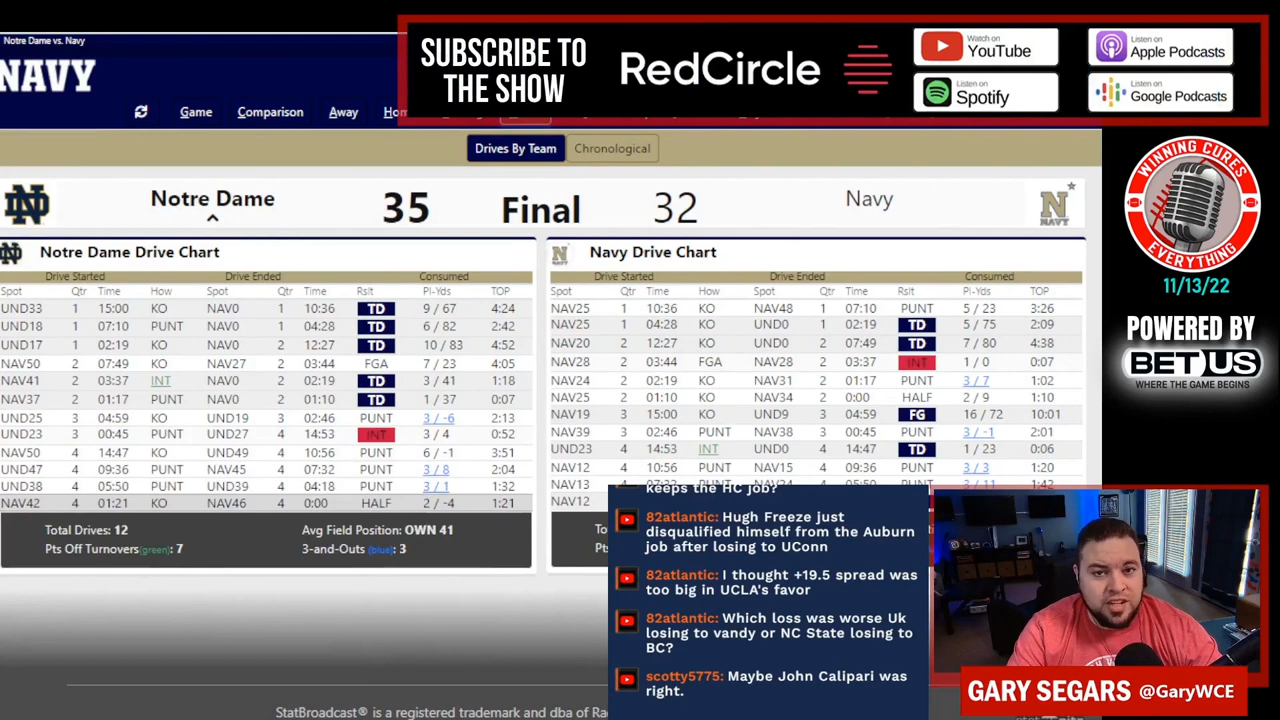 Notre Dame vs. Navy
NAVY
Game Comparison Away
SUBSCRIBE TO
THE SHOW
RedCircle
Watch on
YouTube
Listen on
Apple Podcasts
Listen on
Spotify
Listen on
Google Podcasts
Drives By Team Chronological
Notre Dame 35 Final 32 Navy
Notre Dame Drive Chart
Drive Started Drive Ended Consumed
Spot Qtr Time How Spot Qtr Time Rslt Pl-Yds TOP
UND33 1 15:00 KO NAV0 1 10:36 TD 9 / 67 4:24
UND18 1 07:10 PUNT NAV0 1 04:28 TD 6 / 82 2:42
UND17 1 02:19 KO NAV0 2 12:27 TD 10 / 83 4:52
NAV50 2 07:49 KO NAV27 2 03:44 FGA 7 / 23 4:05
NAV41 2 03:37 INT NAV0 2 02:19 TD 3 / 41 1:18
NAV37 2 01:17 PUNT NAV0 2 01:10 TD 1 / 37 0:07
UND25 3 04:59 KO UND19 3 02:46 PUNT 3 / -6 2:13
UND23 3 00:45 PUNT UND27 4 14:53 INT 3 / 4 0:52
NAV50 4 14:47 KO UND49 4 10:56 PUNT 6 / -1 3:51
UND47 4 09:36 PUNT NAV45 4 07:32 PUNT 3 / 8 2:04
UND38 4 05:50 PUNT UND39 4 04:18 PUNT 3 / 1 1:32
NAV42 4 01:21 KO NAV46 4 0:00 HALF 2 / -4 1:21
Total Drives: 12 Avg Field Position: OWN 41
Pts Off Turnovers(green): 7 3-and-Outs (blue): 3
Navy Drive Chart
Drive Started Drive Ended Consumed
Spot Qtr Time How Spot Qtr Time Rslt Pl-Yds TOP
NAV25 1 10:36 KO NAV48 1 07:10 PUNT 5 / 23 3:26
NAV25 1 04:28 KO UND0 1 02:19 TD 5 / 75 2:09
NAV20 2 12:27 KO UND0 2 07:49 TD 7 / 80 4:38
NAV28 2 03:44 FGA NAV28 2 03:37 INT 1 / 0 0:07
NAV24 2 02:19 KO NAV31 2 01:17 PUNT 3 / 7 1:02
NAV25 2 01:10 KO NAV34 2 0:00 HALF 2 / 9 1:10
NAV19 3 15:00 KO UND9 3 04:59 FG 16 / 72 10:01
NAV39 3 02:46 PUNT NAV38 3 00:45 PUNT 3 / -1 2:01
UND23 4 14:53 INT UND0 4 14:47 TD 1 / 23 0:06
NAV12 4 10:56 PUNT NAV15 4 09:36 PUNT 3 / 3 1:20
NAV13
NAV12
keeps the HC job?
82atlantic: Hugh Freeze just
disqualified himself from the Auburn
job after losing to UConn
82atlantic: I thought +19.5 spread was
too big in UCLA's favor
82atlantic: Which loss was worse Uk
losing to vandy or NC State losing to
BC?
scotty5775: Maybe John Calipari was
right.
WINNING CURES
EVERYTHING
11/13/22
POWERED BY
BETUS
WHERE THE GAME BEGINS
GARY SEGARS @GaryWCE
StatBroadcast® is a registered trademark and dba of